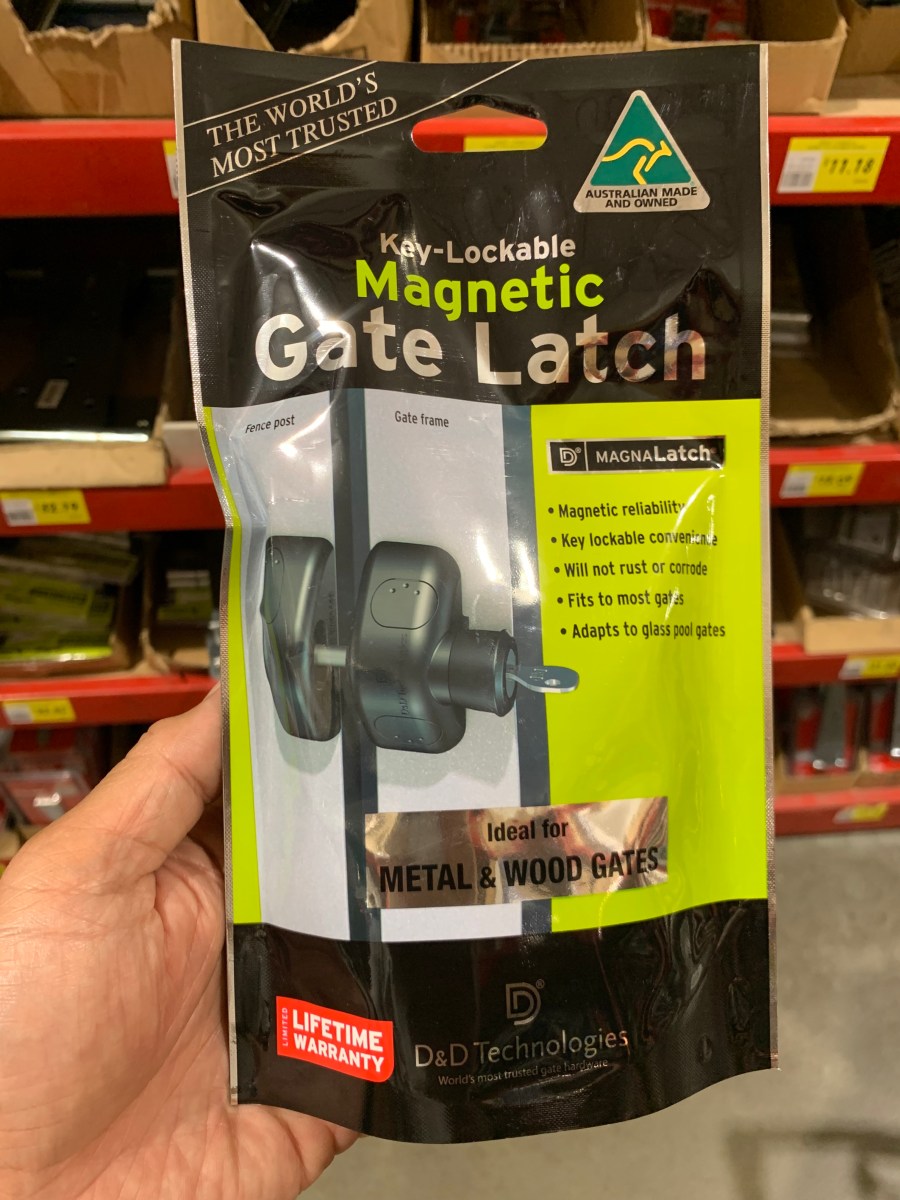 THE WORLD'S
MOST TRUSTED
AUSTRALIAN MADE
AND OWNED
Key-Lockable
Magnetic
Gate Latch
Fence post
Gate frame
D® MAGNALatch®
• Magnetic reliability
• Key lockable convenience
• Will not rust or corrode
• Fits to most gates
• Adapts to glass pool gates
Ideal for
METAL & WOOD GATES
LIMITED
LIFETIME
WARRANTY
D®
D&D Technologies
World's most trusted gate hardware
$11.18